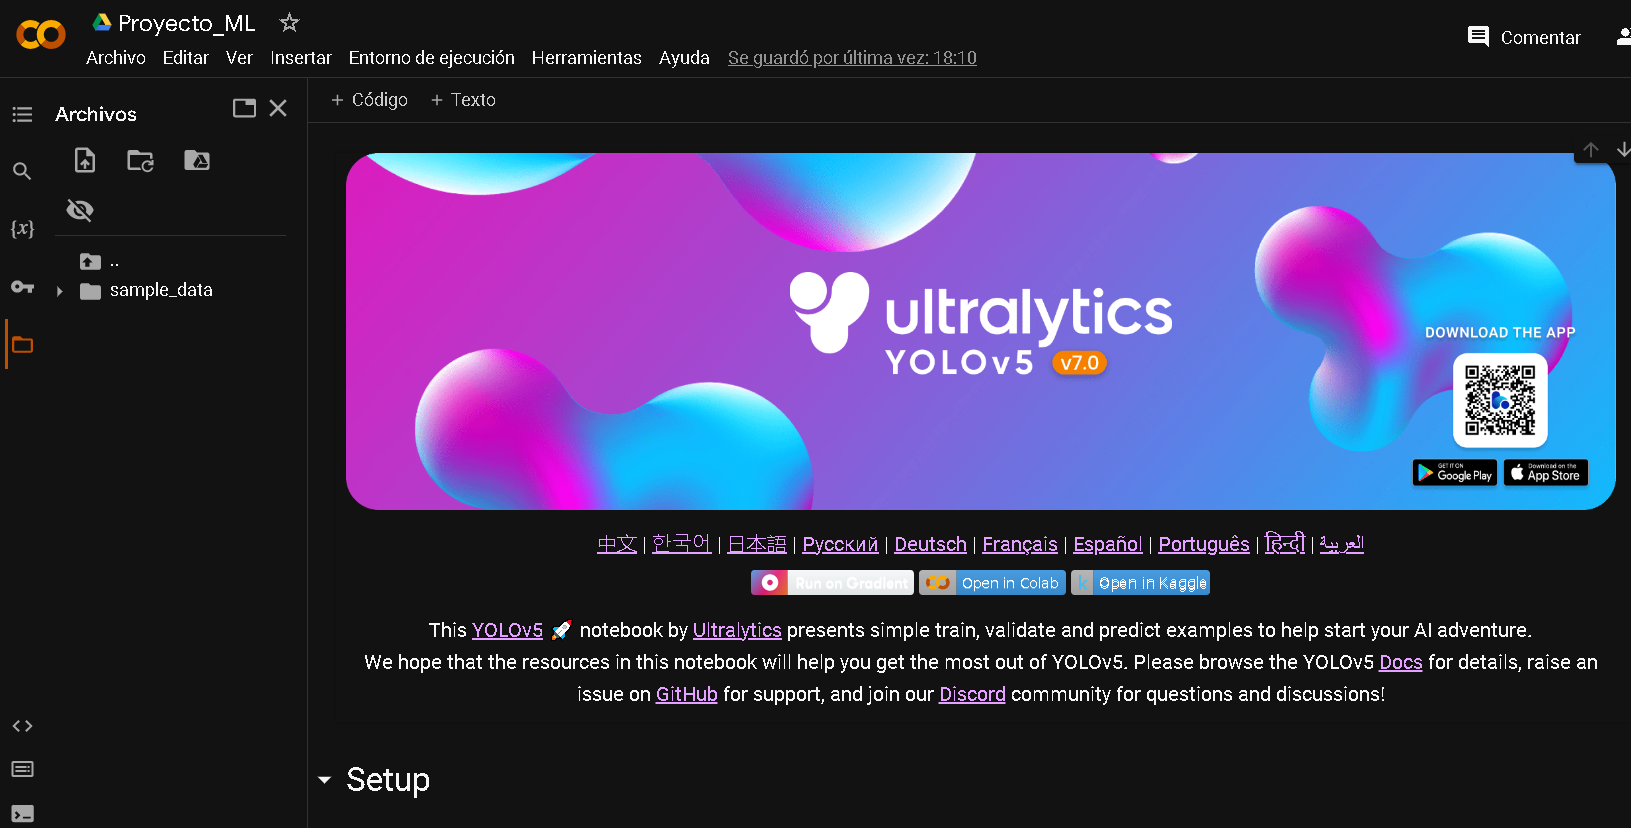 Proyecto_ML
Archivo Editar Ver Insertar Entorno de ejecución Herramientas Ayuda Se guardó por última vez: 18:10
Comentar
Archivos
+ Código + Texto
{x}
..
sample_data
ultralytics
YOLOv5 v7.0
DOWNLOAD THE APP
GET IT ON
Google Play
Download on the
App Store
中文 | 한국어 | 日本語 | Русский | Deutsch | Français | Español | Português | हिन्दी | العربية
Run on Gradient Open in Colab k Open in Kaggle
This YOLOv5 🚀 notebook by Ultralytics presents simple train, validate and predict examples to help start your AI adventure.
We hope that the resources in this notebook will help you get the most out of YOLOv5. Please browse the YOLOv5 Docs for details, raise an
issue on GitHub for support, and join our Discord community for questions and discussions!
Setup